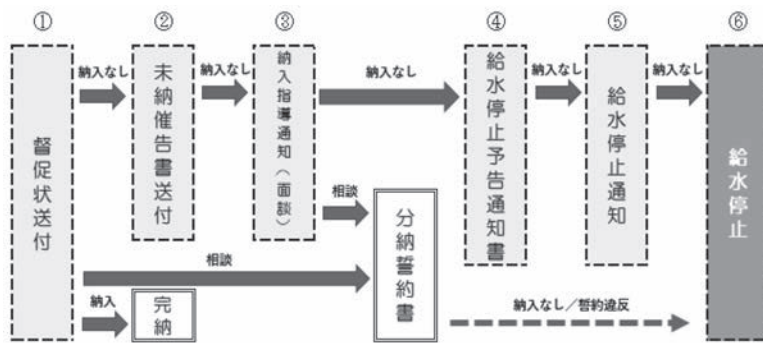 ①
②
③
④
⑤
⑥
督促状送付
納入なし
未納催告書送付
納入なし
納入指導通知（面談）
納入なし
給水停止予告通知書
納入なし
給水停止通知
納入なし
給水停止
相談
分納誓約書
相談
納入
完納
納入なし／誓約違反